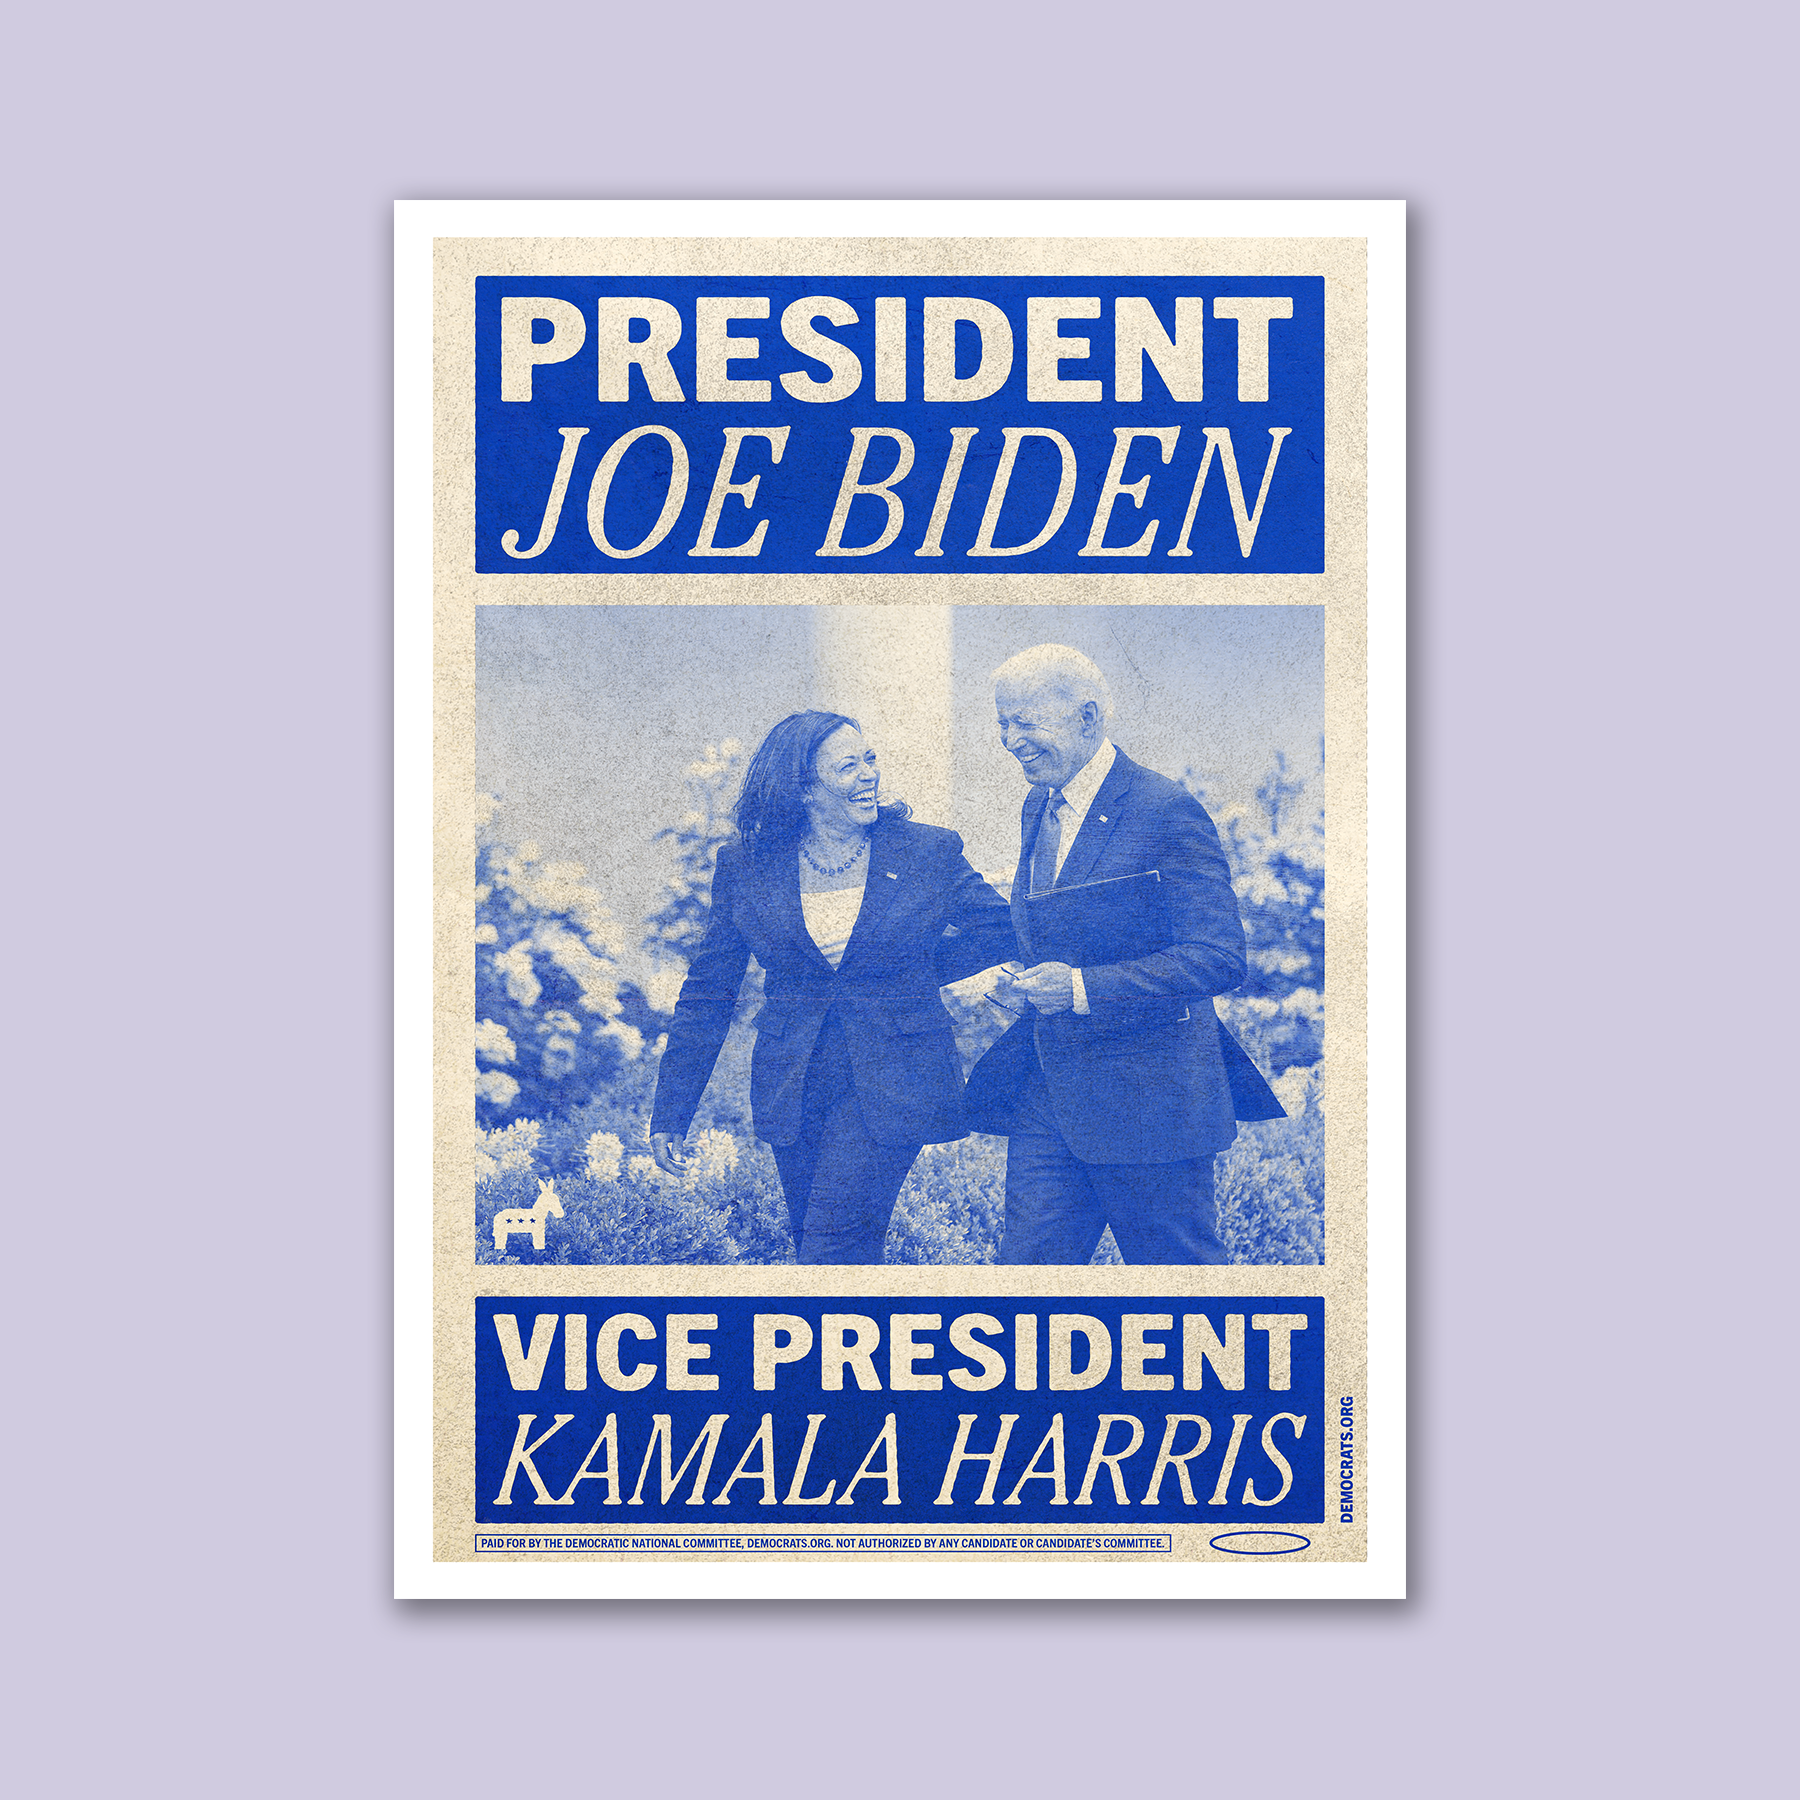 PRESIDENT
JOE BIDEN
VICE PRESIDENT
KAMALA HARRIS
DEMOCRATS.ORG
PAID FOR BY THE DEMOCRATIC NATIONAL COMMITTEE, DEMOCRATS.ORG. NOT AUTHORIZED BY ANY CANDIDATE OR CANDIDATE'S COMMITTEE.